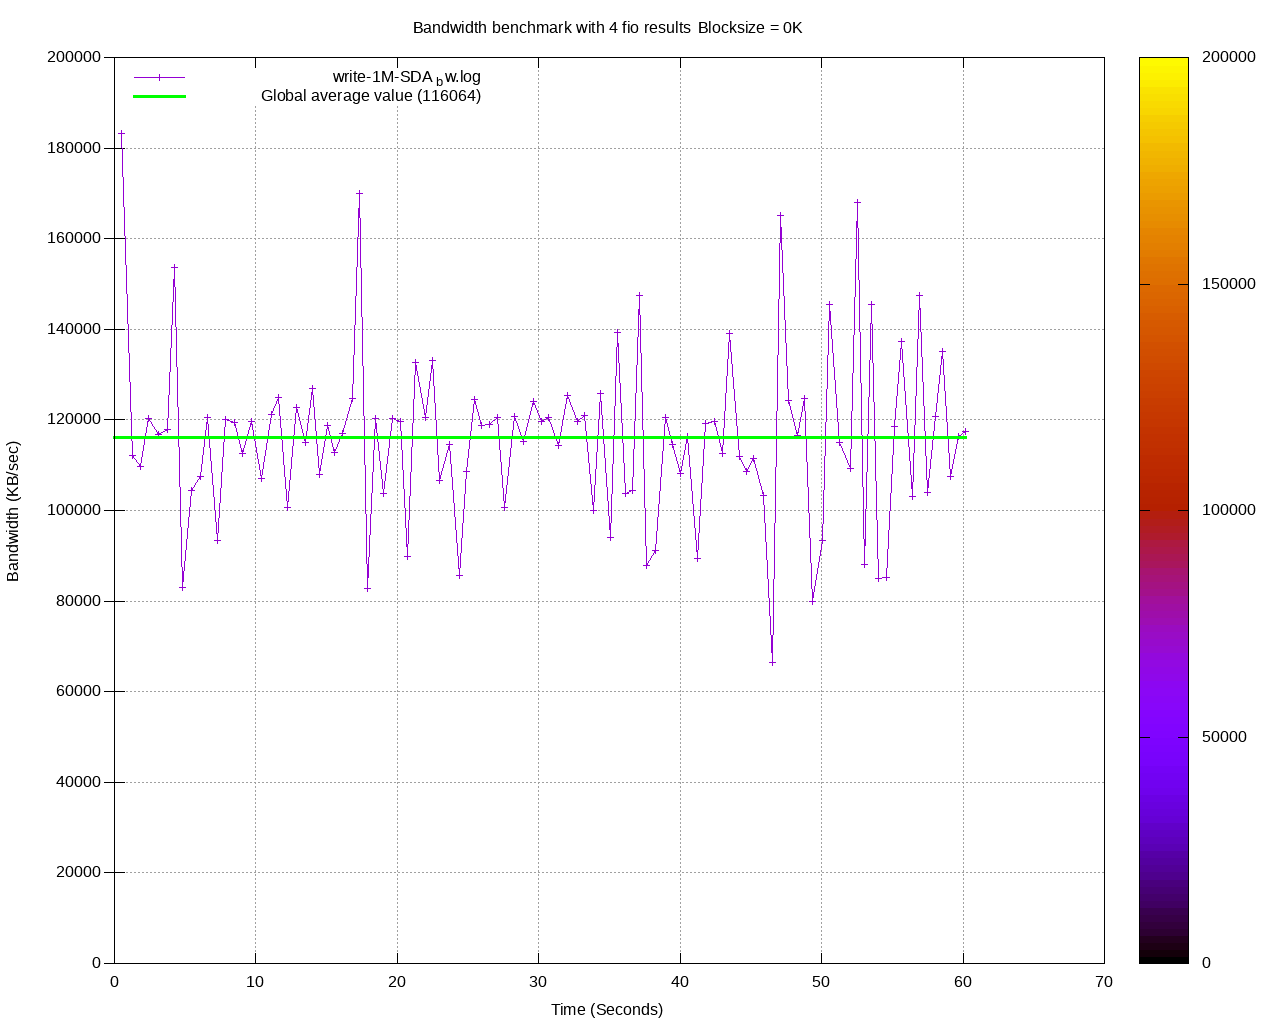 Bandwidth benchmark with 4 fio results Blocksize = 0K
write-1M-SDA bw.log
Global average value (116064)
200000
180000
160000
140000
120000
100000
80000
60000
40000
20000
0
Bandwidth (KB/sec)
0 10 20 30 40 50 60 70
Time (Seconds)
200000
150000
100000
50000
0